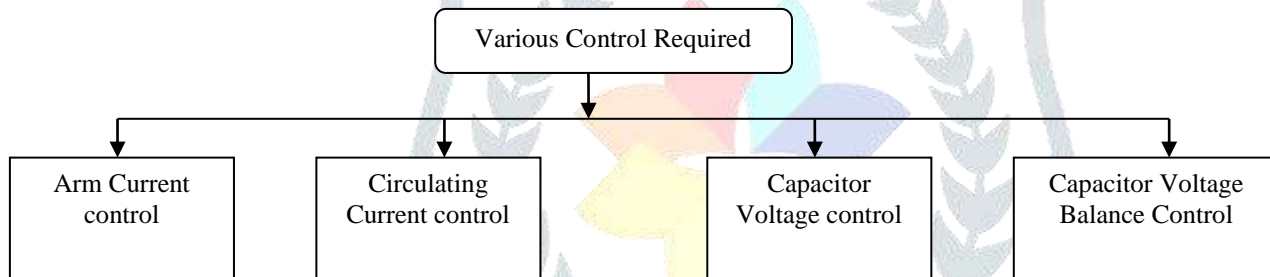 Various Control Required
Arm Current
control
Circulating
Current control
Capacitor
Voltage control
Capacitor Voltage
Balance Control